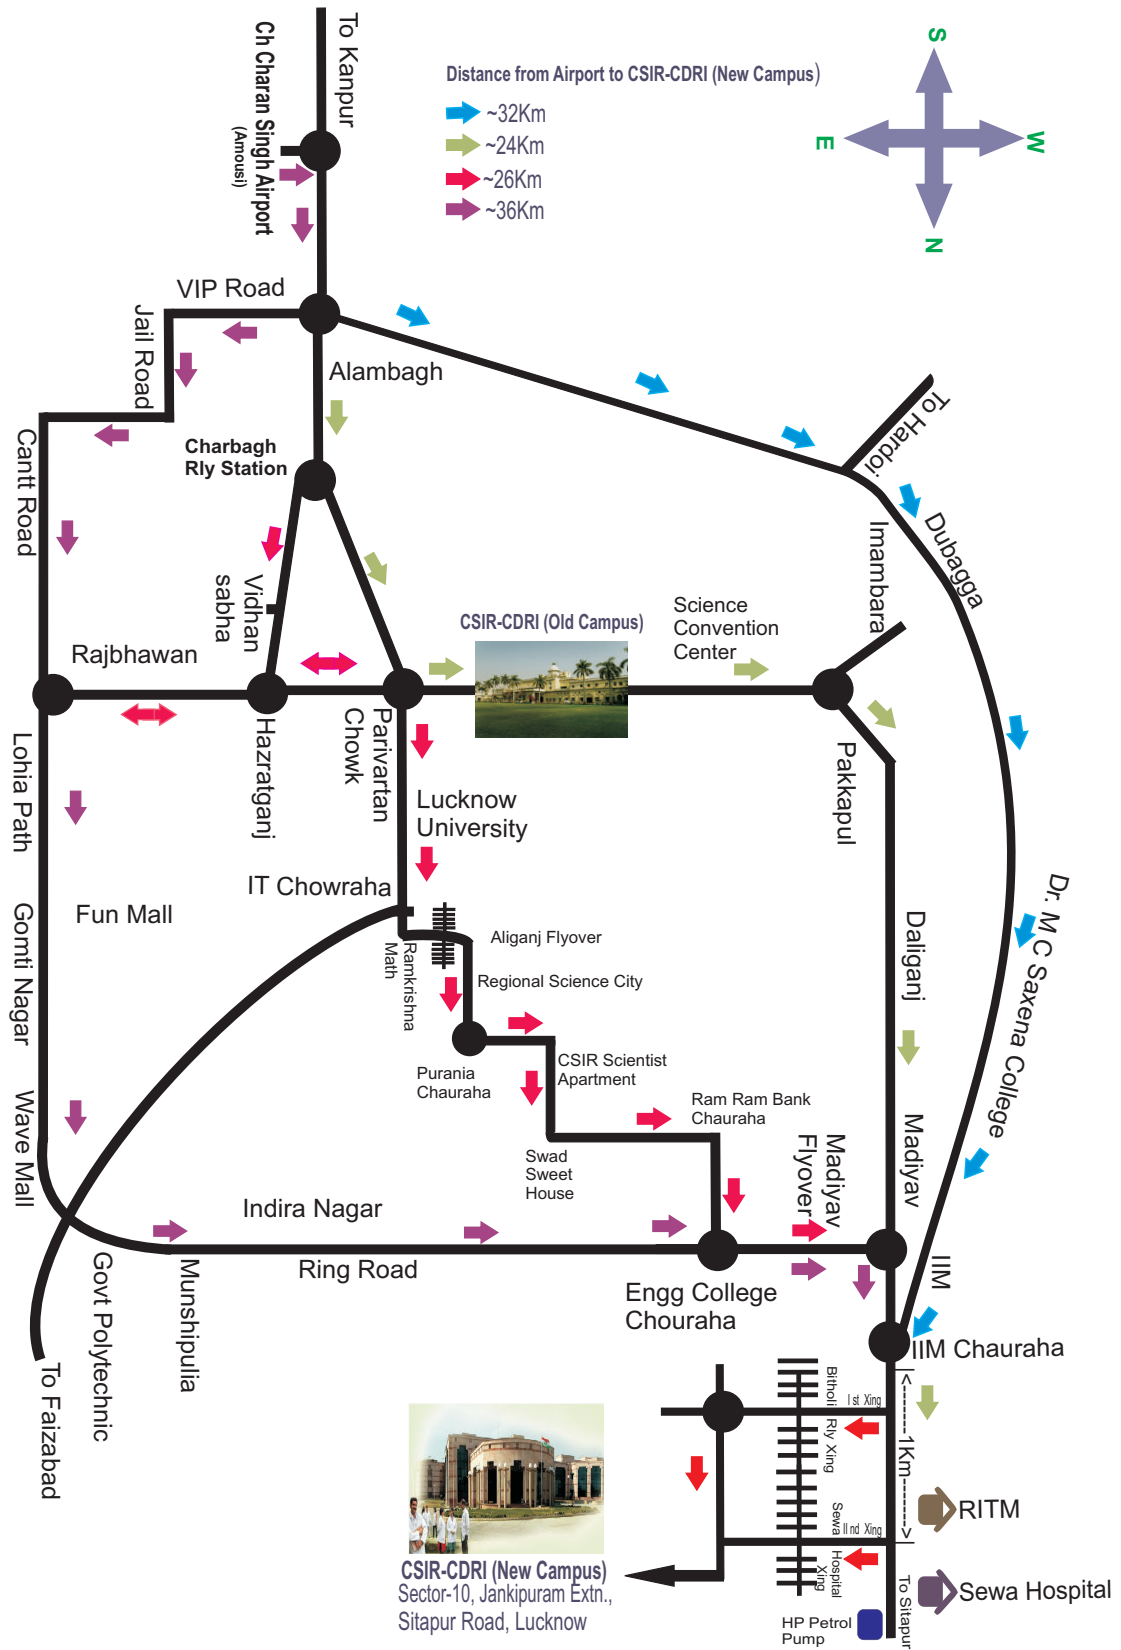 To Kanpur
Ch Charan Singh Airport
(Amousi)
Distance from Airport to CSIR-CDRI (New Campus)
~32Km
~24Km
~26Km
~36Km
S
W
E
N
VIP Road
Jail Road
Alambagh
To Hardoi
Cantt Road
Charbagh
Rly Station
Dubagga
Imambara
Vidhan
sabha
Science
Convention
Center
CSIR-CDRI (Old Campus)
Rajbhawan
Hazratganj
Parivartan
Chowk
Pakkapul
Lohia Path
Lucknow
University
IT Chowraha
Fun Mall
Gomti Nagar
Aliganj Flyover
Ramkrishna
Math
Regional Science City
Daliganj
Dr. M C Saxena College
Purania
Chauraha
CSIR Scientist
Apartment
Ram Ram Bank
Chauraha
Wave Mall
Swad
Sweet
House
Madiyav
Flyover
Madiyav
Indira Nagar
Ring Road
Govt Polytechnic
Munshipulia
Engg College
Chouraha
IIM
IIM Chauraha
To Faizabad
Bitholi
Rly Xing
I st Xing
1Km
RITM
Sewa
Hospital
Xing
II nd Xing
CSIR-CDRI (New Campus)
Sector-10, Jankipuram Extn.,
Sitapur Road, Lucknow
Sewa Hospital
To Sitapur
HP Petrol
Pump